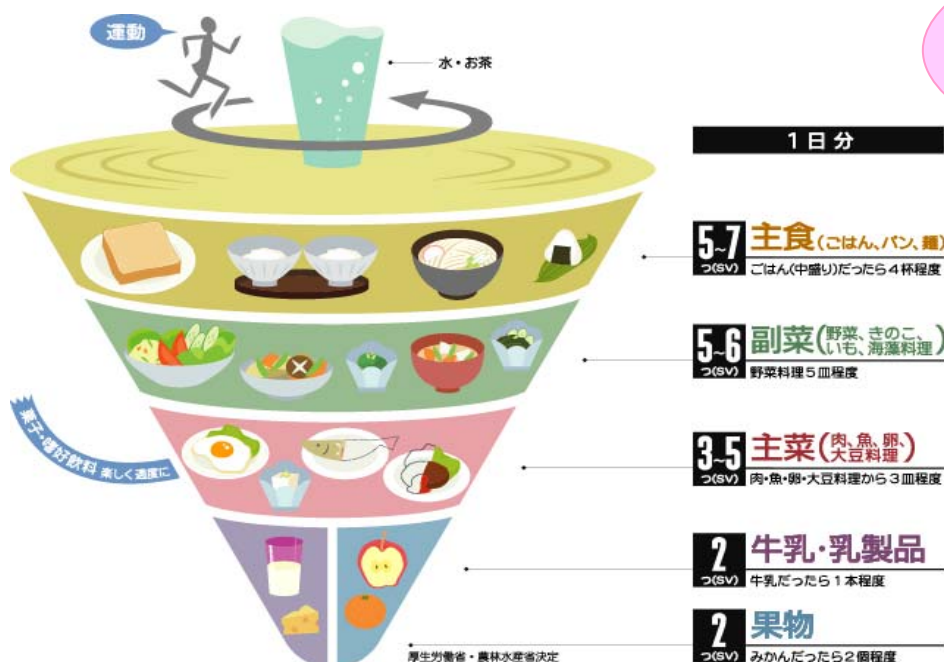 運動
水・お茶
1日分
5~7
つ(SV)
主食(ごはん、パン、麺)
ごはん(中盛り)だったら4杯程度
5~6
つ(SV)
副菜(野菜、きのこ、
いも、海藻料理)
野菜料理5皿程度
菓子・嗜好飲料 楽しく適度に
3~5
つ(SV)
主菜(肉、魚、卵、
大豆料理)
肉・魚・卵・大豆料理から3皿程度
2
つ(SV)
牛乳・乳製品
牛乳だったら1本程度
2
つ(SV)
果物
みかんだったら2個程度
厚生労働省・農林水産省決定